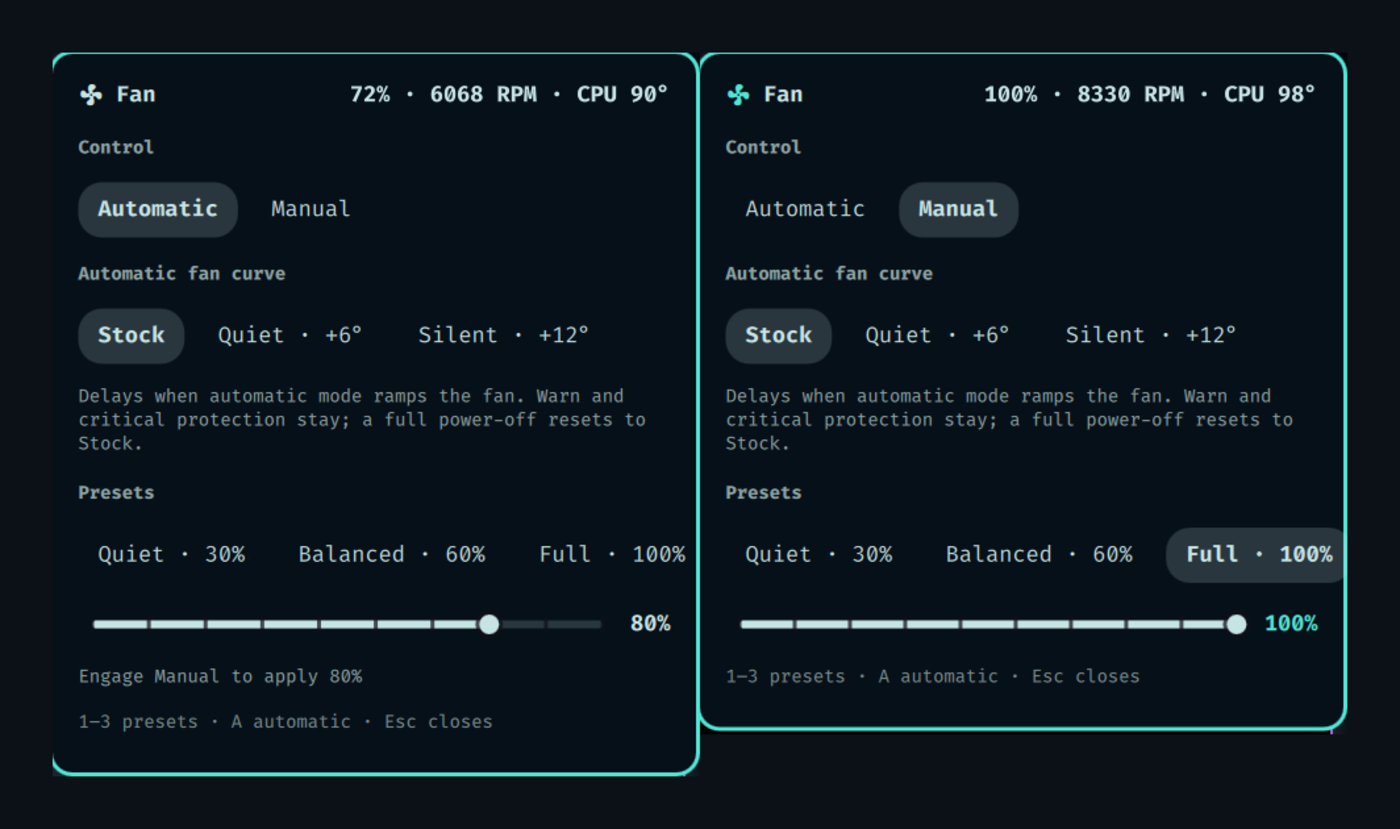 Fan 72% · 6068 RPM · CPU 90°
Control
Automatic Manual
Automatic fan curve
Stock Quiet · +6° Silent · +12°
Delays when automatic mode ramps the fan. Warn and
critical protection stay; a full power-off resets to
Stock.
Presets
Quiet · 30% Balanced · 60% Full · 100%
80%
Engage Manual to apply 80%
1–3 presets · A automatic · Esc closes
Fan 100% · 8330 RPM · CPU 98°
Control
Automatic Manual
Automatic fan curve
Stock Quiet · +6° Silent · +12°
Delays when automatic mode ramps the fan. Warn and
critical protection stay; a full power-off resets to
Stock.
Presets
Quiet · 30% Balanced · 60% Full · 100%
100%
1–3 presets · A automatic · Esc closes